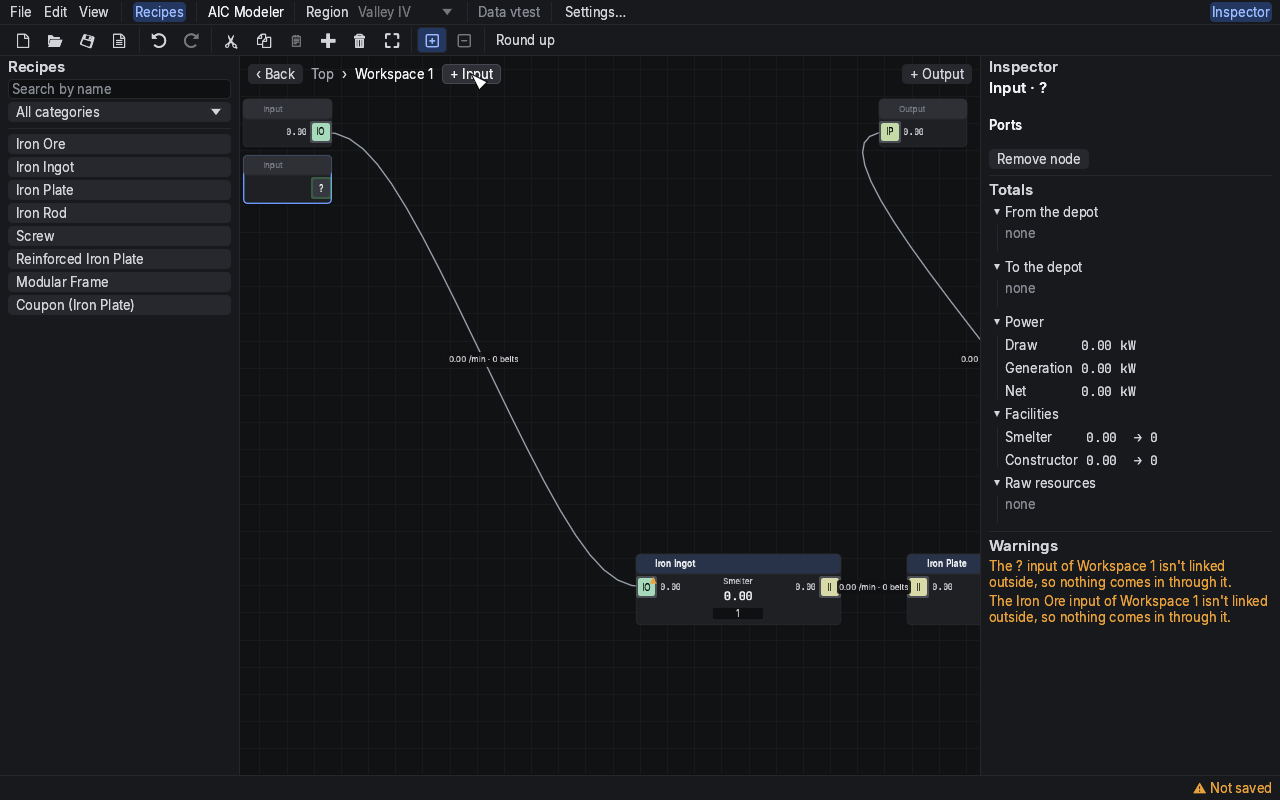 File Edit View Recipes AIC Modeler Region Valley IV Data vtest Settings... Inspector
Round up
Recipes
Search by name
All categories
Iron Ore
Iron Ingot
Iron Plate
Iron Rod
Screw
Reinforced Iron Plate
Modular Frame
Coupon (Iron Plate)
‹ Back Top › Workspace 1 + Input + Output
Input
0.00 IO
Input
?
Output
IP 0.00
0.00 /min · 0 belts
0.00
Iron Ingot
IO 0.00 Smelter 0.00 II
0.00
1
0.00 /min · 0 belts
Iron Plate
II 0.00
Inspector
Input · ?
Ports
Remove node
Totals
From the depot
none
To the depot
none
Power
Draw 0.00 kW
Generation 0.00 kW
Net 0.00 kW
Facilities
Smelter 0.00 → 0
Constructor 0.00 → 0
Raw resources
none
Warnings
The ? input of Workspace 1 isn't linked
outside, so nothing comes in through it.
The Iron Ore input of Workspace 1 isn't linked
outside, so nothing comes in through it.
Not saved